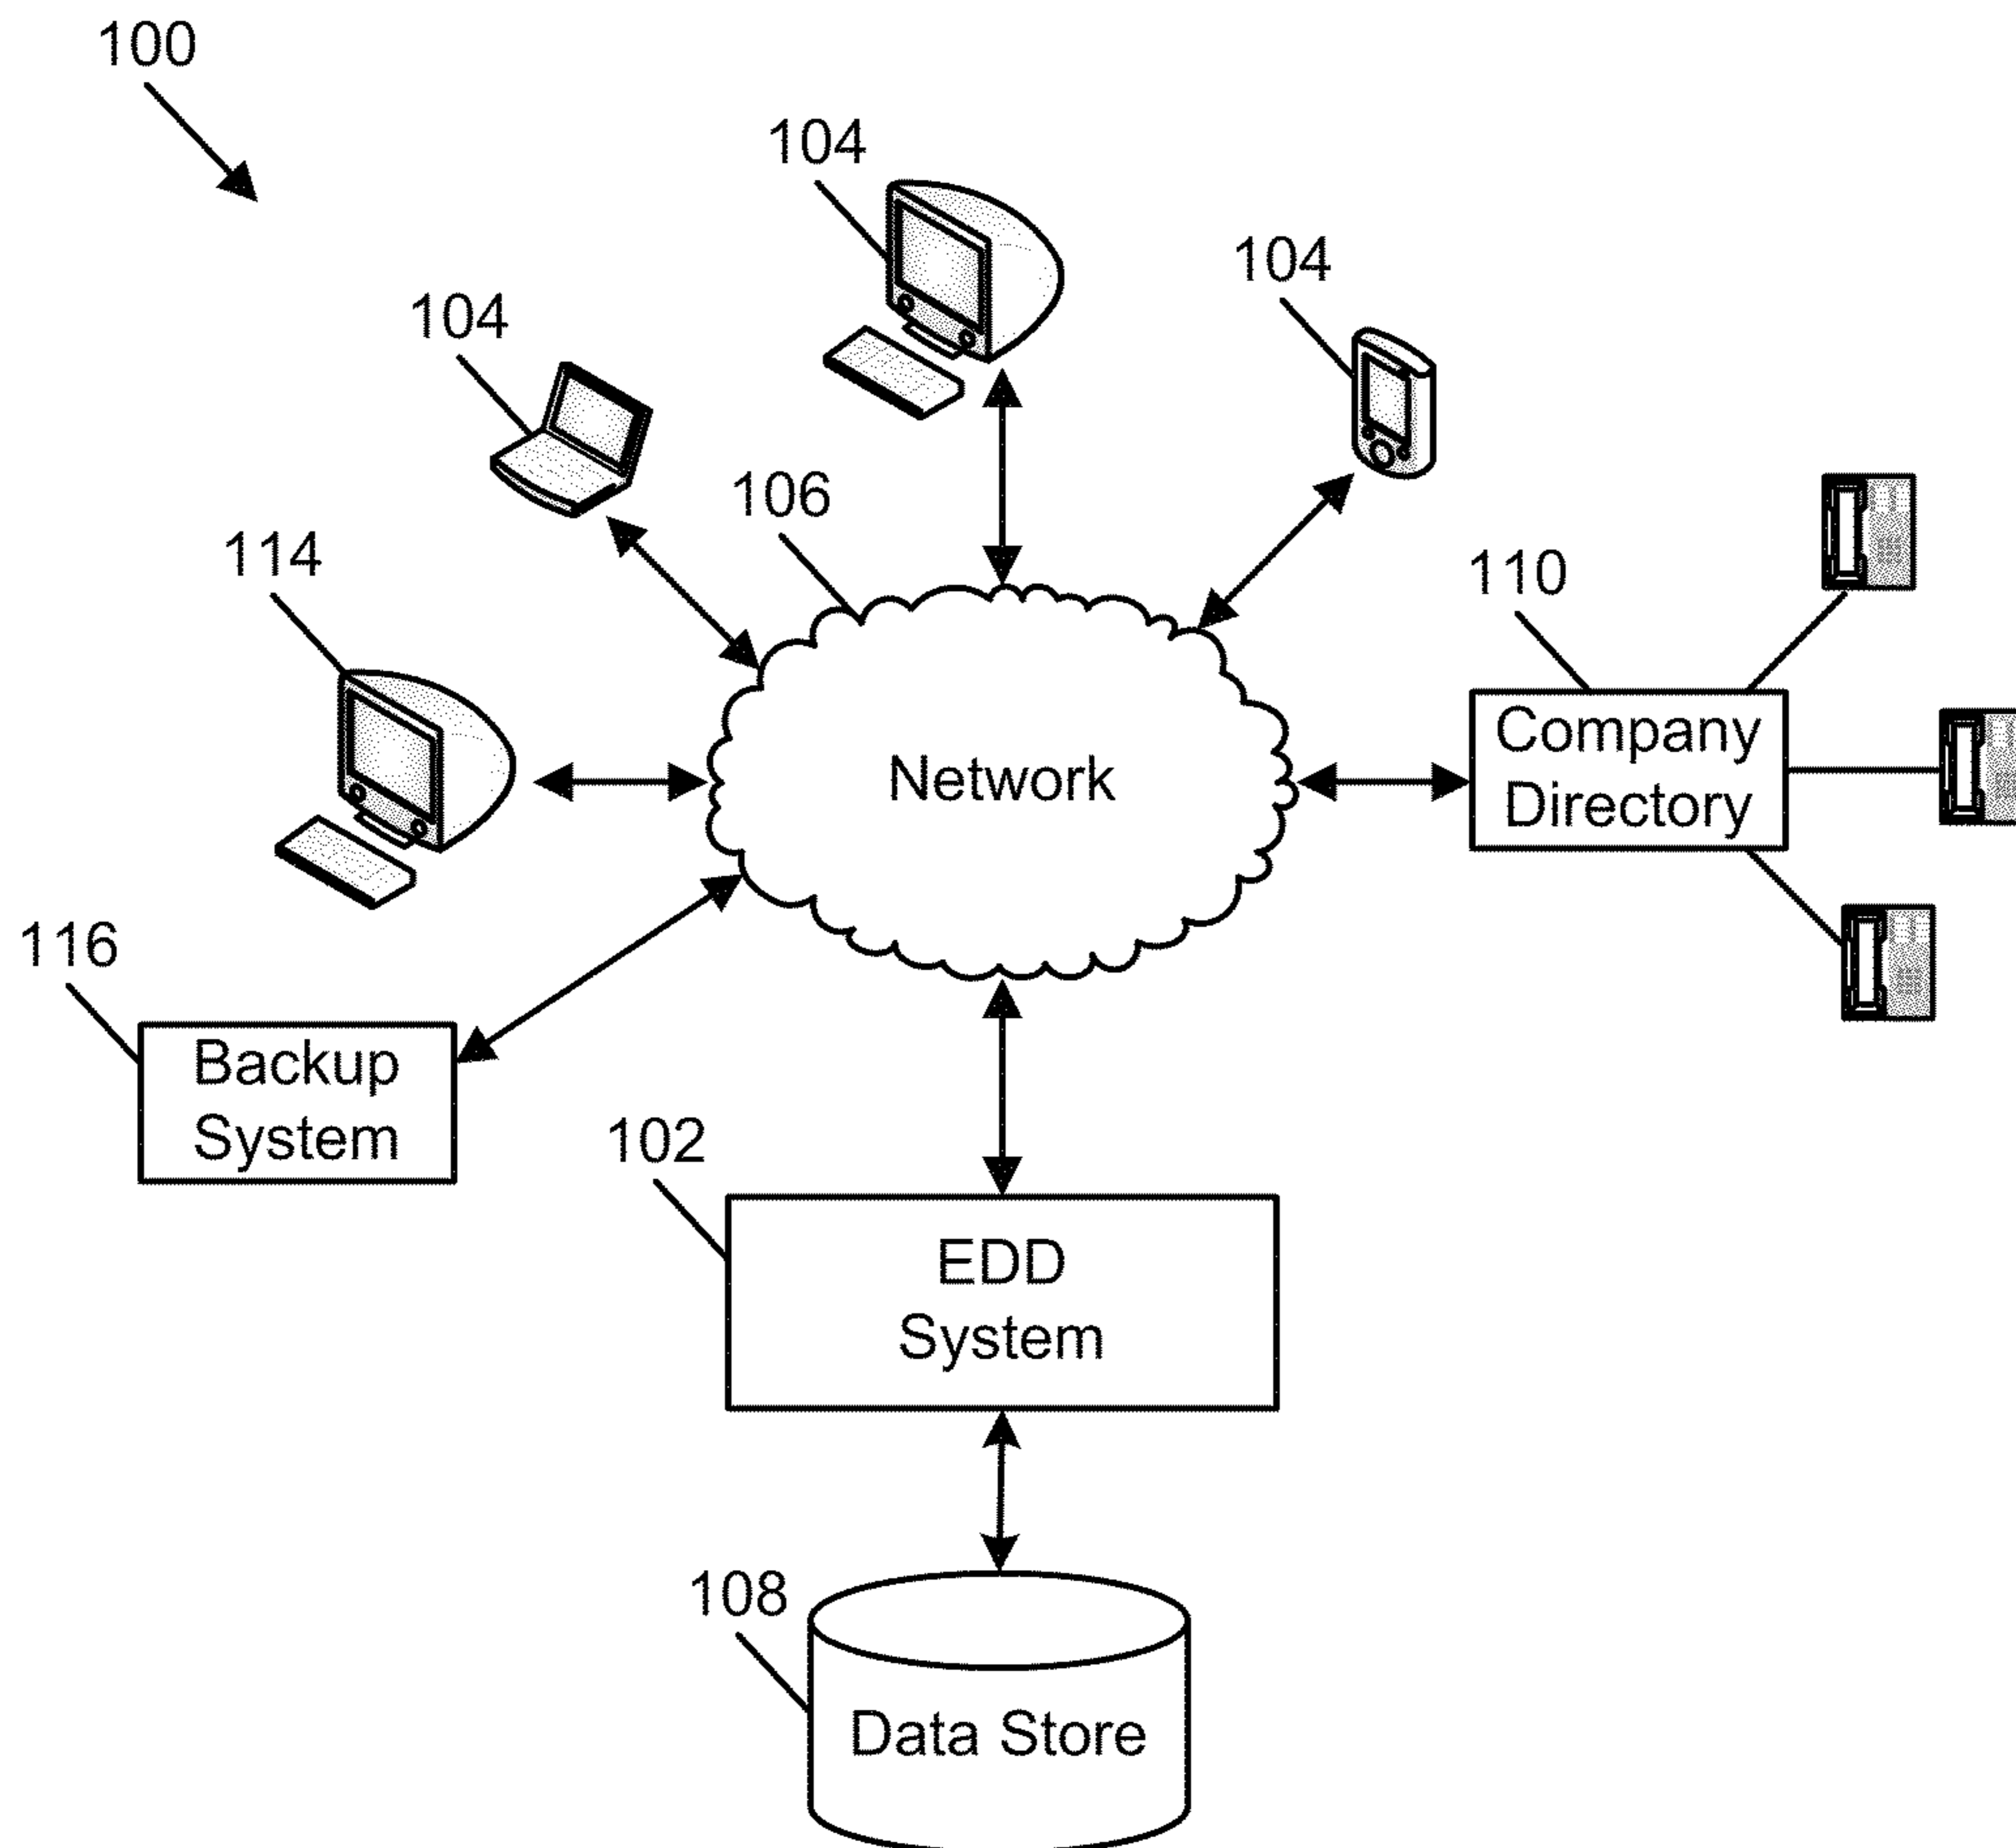 100
104
104
104
106
114
110
Network
Company
Directory
116
Backup
System
102
EDD
System
108
Data Store